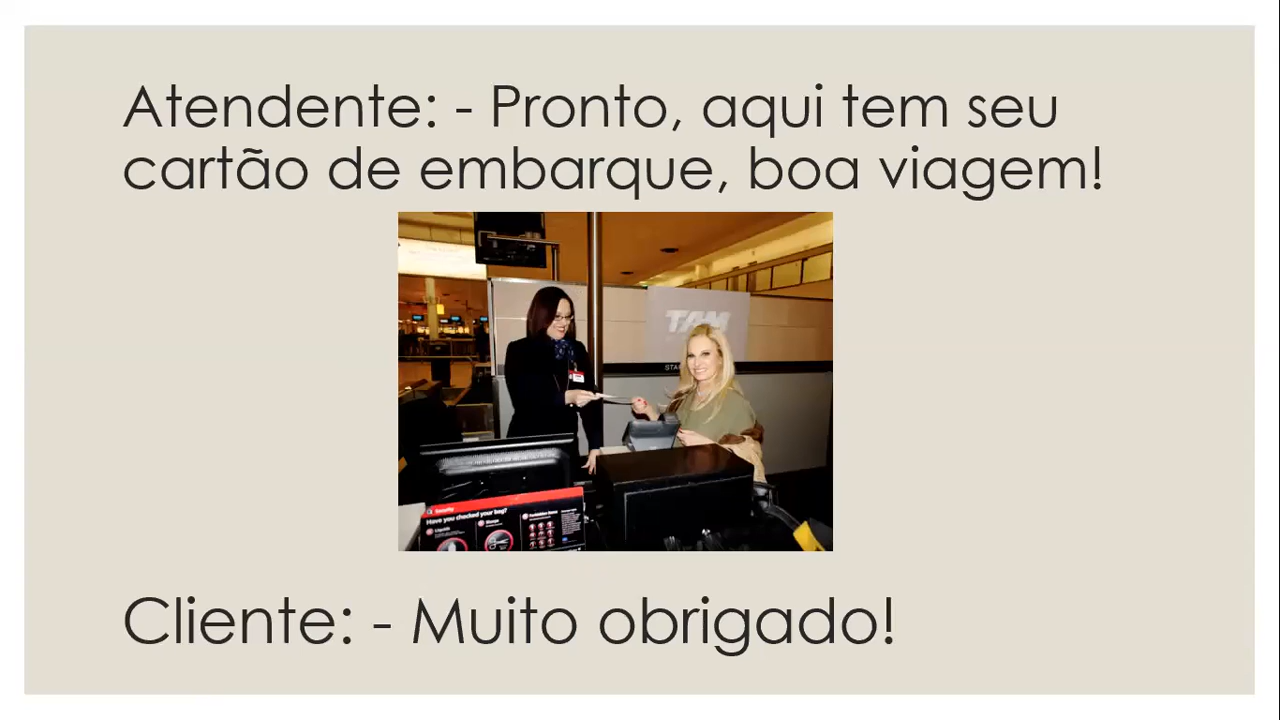 Atendente: - Pronto, aqui tem seu
cartão de embarque, boa viagem!
TAM
Have you checked your bag?
Cliente: - Muito obrigado!